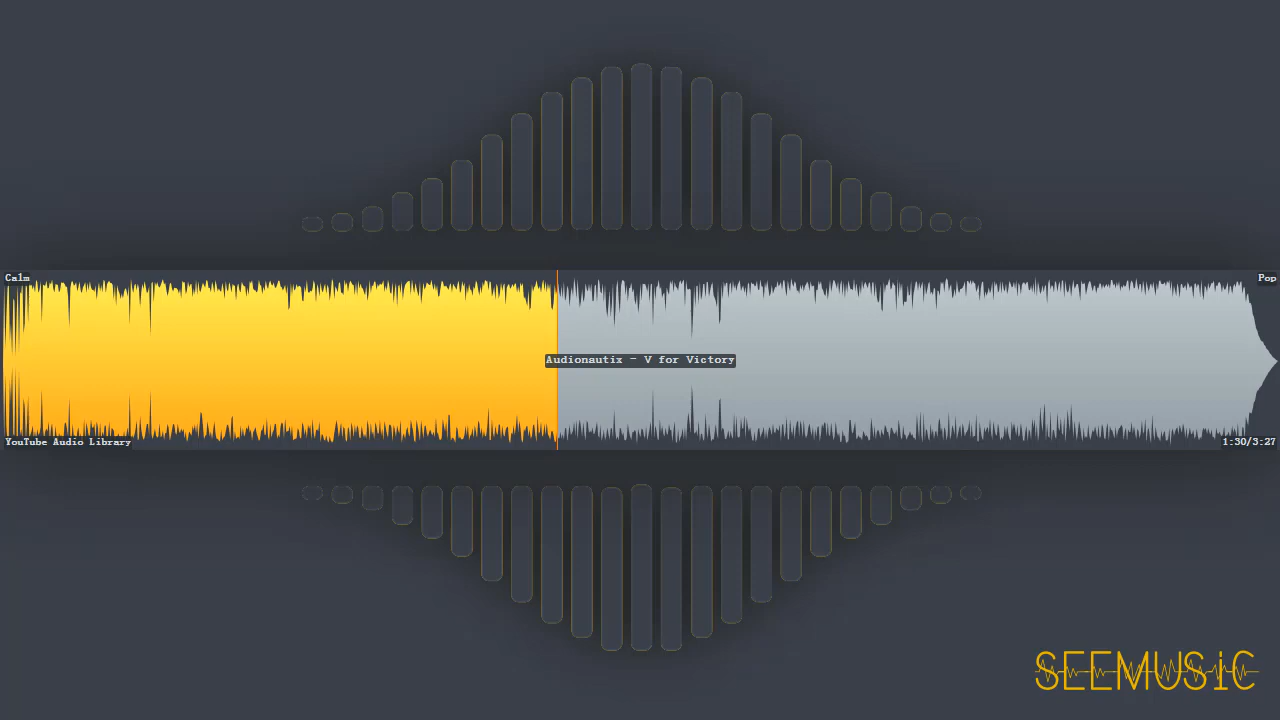 Calm
Pop
Audionautix - V for Victory
YouTube Audio Library
1:30/3:27
SEEMUSiC